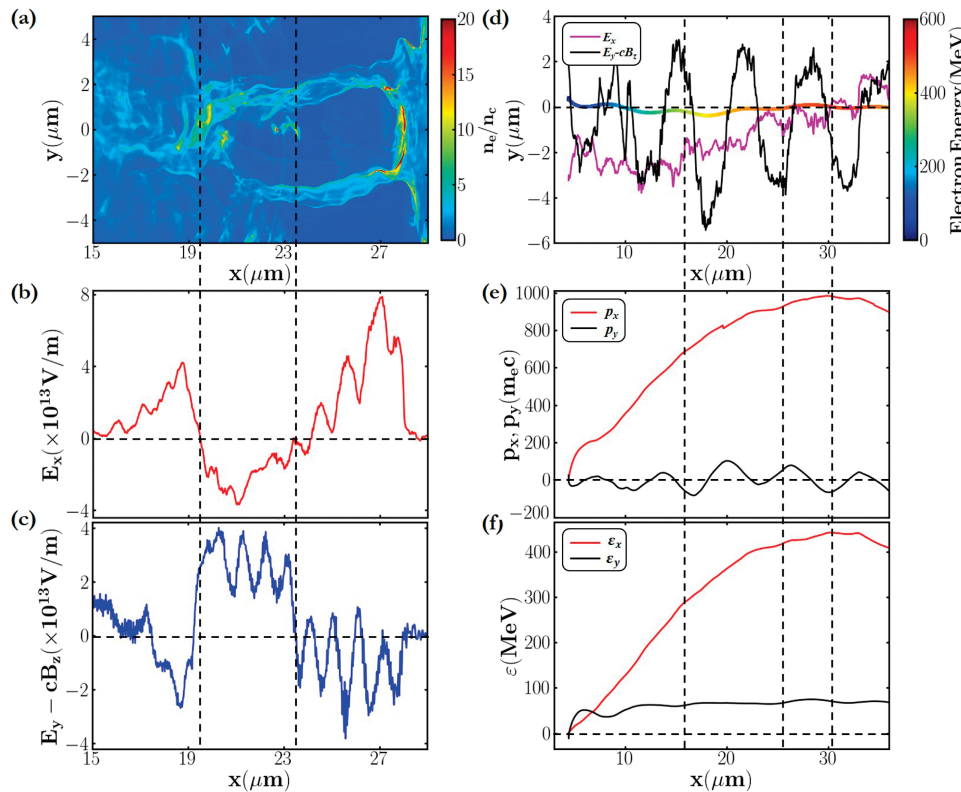 (a)
4
2
0
−2
−4
y(μm)
15
19
23
27
x(μm)
20
15
10
5
0
n_e/n_c
(d)
E_x
E_y-cB_z
4
2
0
−2
−4
−6
y(μm)
10
20
30
x(μm)
600
400
200
0
Electron Energy/MeV
(b)
8
4
0
−4
E_x(×10^13V/m)
(e)
p_x
p_y
1000
800
600
400
200
0
−200
p_x, p_y(m_ec)
(c)
4
2
0
−2
−4
E_y − cB_z(×10^13V/m)
15
19
23
27
x(μm)
(f)
ε_x
ε_y
400
300
200
100
0
ε(MeV)
10
20
30
x(μm)